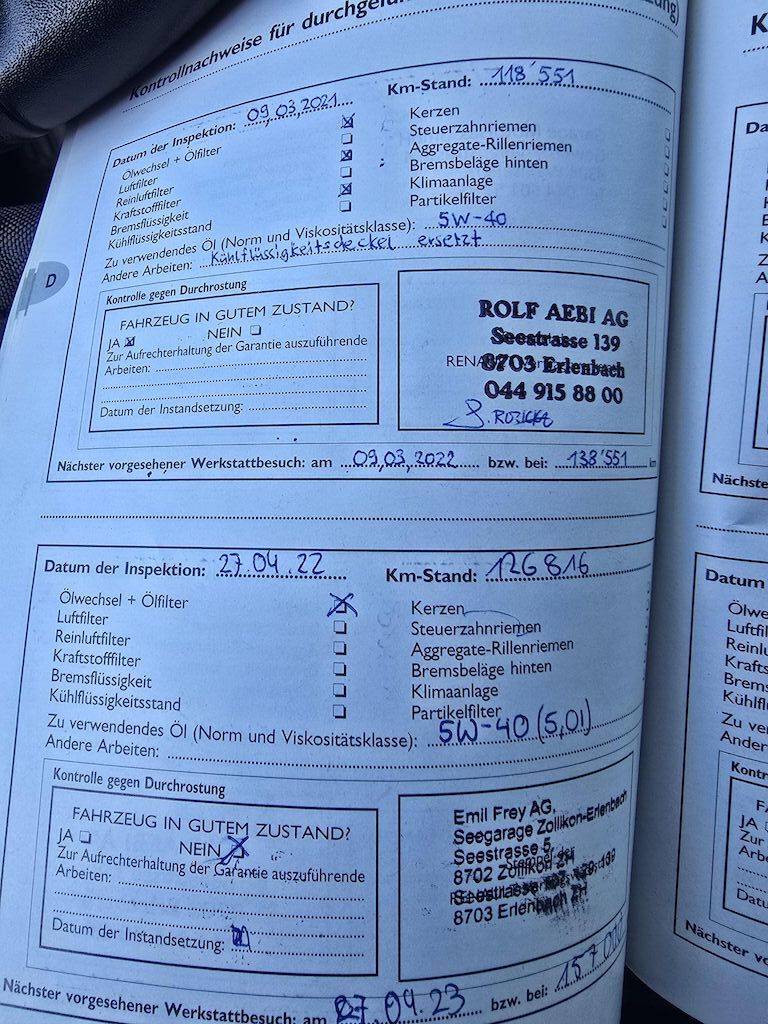 Kontrollnachweise für
Datum der Inspektion: 09.03.2021 Km-Stand: 118'551
Ölwechsel + Ölfilter ☒ Kerzen
Luftfilter ☐ Steuerzahnriemen
Reinluftfilter ☒ Aggregate-Rillenriemen
Kraftstofffilter ☐ Bremsbeläge hinten
Bremsflüssigkeit ☒ Klimaanlage
Kühlflüssigkeitsstand ☐ Partikelfilter
Zu verwendendes Öl (Norm und Viskositätsklasse): 5W-40
Andere Arbeiten: Kühlflüssigkeitsdeckel ersetzt
D
Kontrolle gegen Durchrostung
FAHRZEUG IN GUTEM ZUSTAND?
JA ☒ NEIN ☐
Zur Aufrechterhaltung der Garantie auszuführende
Arbeiten:
Datum der Instandsetzung:
ROLF AEBI AG
Seestrasse 139
8703 Erlenbach
044 915 88 00
Nächster vorgesehener Werkstattbesuch: am 09,03,2022 bzw. bei: 138'551 km
Datum der Inspektion: 27.04.22 Km-Stand: 126816
Ölwechsel + Ölfilter ☒ Kerzen
Luftfilter ☐ Steuerzahnriemen
Reinluftfilter ☐ Aggregate-Rillenriemen
Kraftstofffilter ☐ Bremsbeläge hinten
Bremsflüssigkeit ☐ Klimaanlage
Kühlflüssigkeitsstand ☐ Partikelfilter
Zu verwendendes Öl (Norm und Viskositätsklasse): 5W-40 (5,0l)
Andere Arbeiten:
Kontrolle gegen Durchrostung
FAHRZEUG IN GUTEM ZUSTAND?
JA ☐ NEIN ☒
Zur Aufrechterhaltung der Garantie auszuführende
Arbeiten:
Datum der Instandsetzung:
Emil Frey AG,
Seegarage Zollikon-Erlenbach
Seestrasse 5,
8702 Zollikon ZH
Seestrasse
8703 Erlenbach ZH
Nächster vorgesehener Werkstattbesuch: am 27.04.23 bzw. bei: